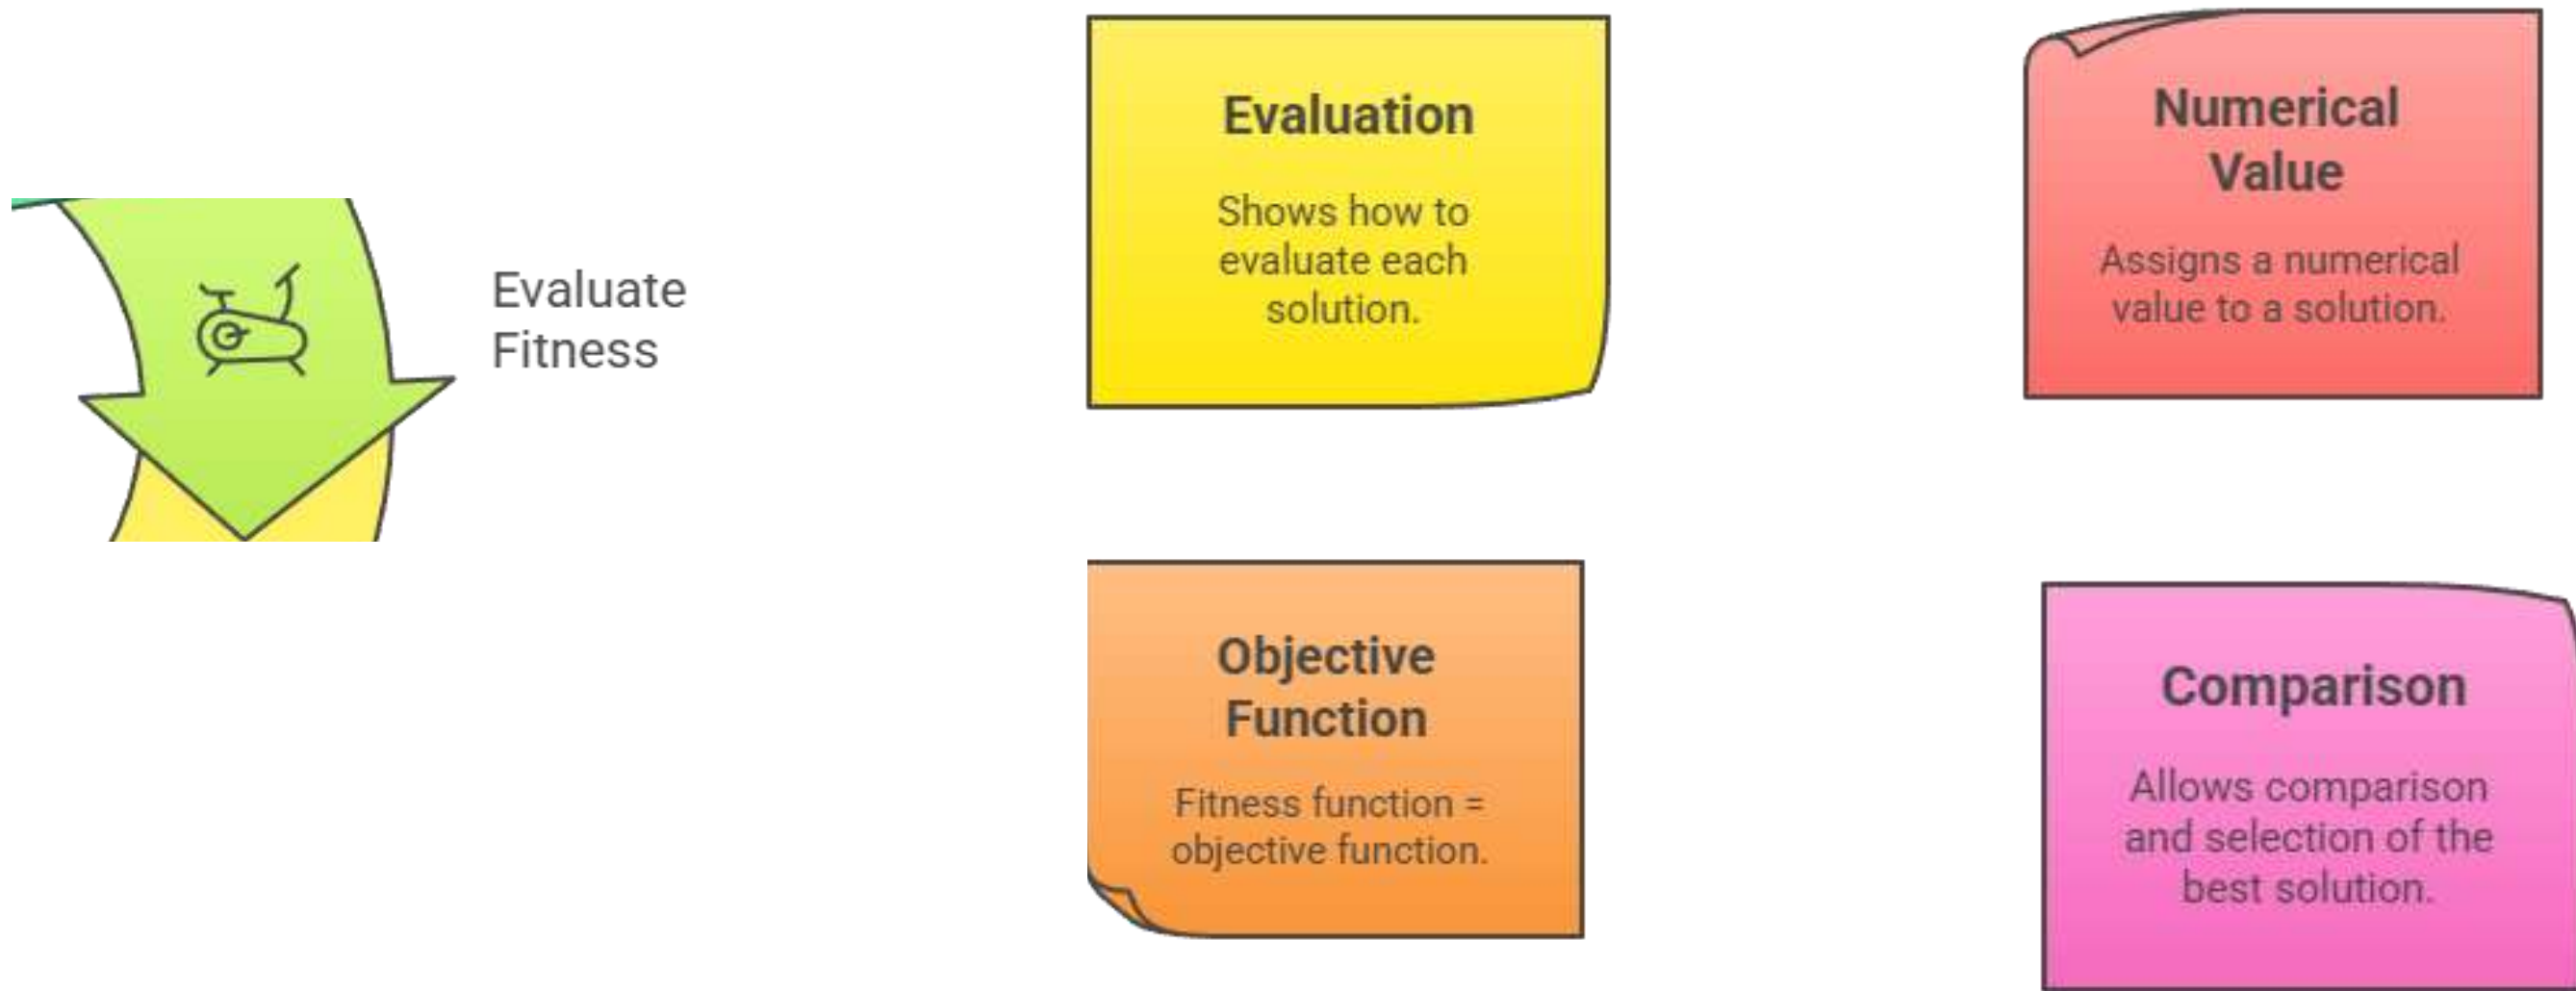 Evaluate
Fitness
Evaluation
Shows how to
evaluate each
solution.
Numerical
Value
Assigns a numerical
value to a solution.
Objective
Function
Fitness function =
objective function.
Comparison
Allows comparison
and selection of the
best solution.